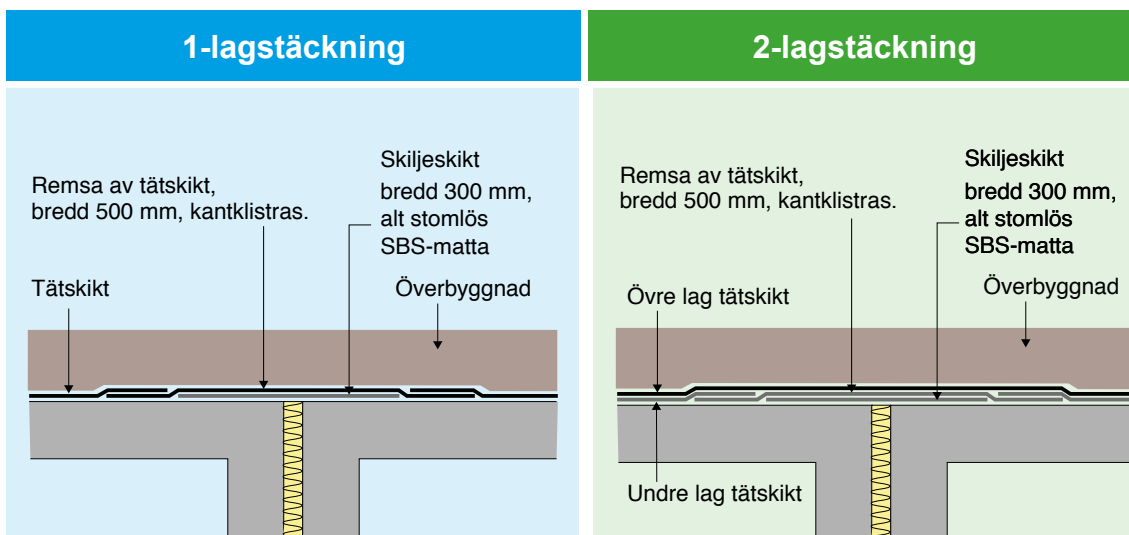 1-lagstäckning
Skiljeskikt
bredd 300 mm,
alt stomlös
SBS-matta
Remsa av tätskikt,
bredd 500 mm, kantklistras.
Tätskikt
Överbyggnad
2-lagstäckning
Skiljeskikt
bredd 300 mm,
alt stomlös
SBS-matta
Remsa av tätskikt,
bredd 500 mm, kantklistras.
Övre lag tätskikt
Överbyggnad
Undre lag tätskikt